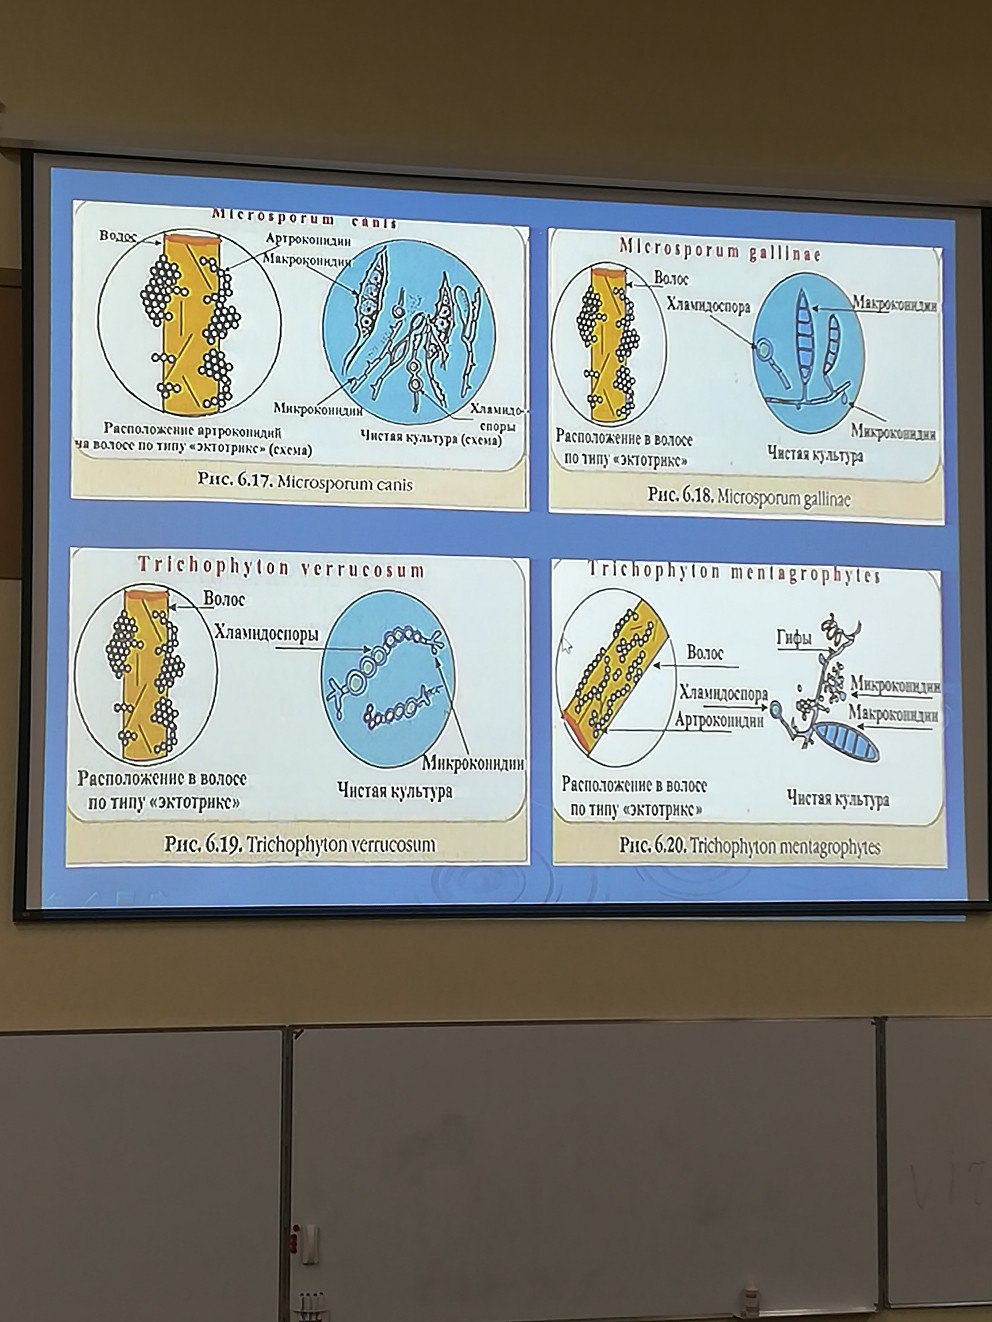 Microsporum canis
Волос
Артроконидии
Макроконидии
Микроконидии
Хламидо-
споры
Расположение артроконидий
на волосе по типу «эктотрикс» (схема)
Чистая культура (схема)
Рис. 6.17. Microsporum canis
Microsporum gallinae
Волос
Хламидоспора
Макроконидии
Микроконидии
Расположение в волосе
по типу «эктотрикс»
Чистая культура
Рис. 6.18. Microsporum gallinae
Trichophyton verrucosum
Волос
Хламидоспоры
Микроконидии
Расположение в волосе
по типу «эктотрикс»
Чистая культура
Рис. 6.19. Trichophyton verrucosum
Trichophyton mentagrophytes
Гифы
Волос
Хламидоспора
Артроконидии
Микроконидии
Макроконидии
Расположение в волосе
по типу «эктотрикс»
Чистая культура
Рис. 6.20. Trichophyton mentagrophytes